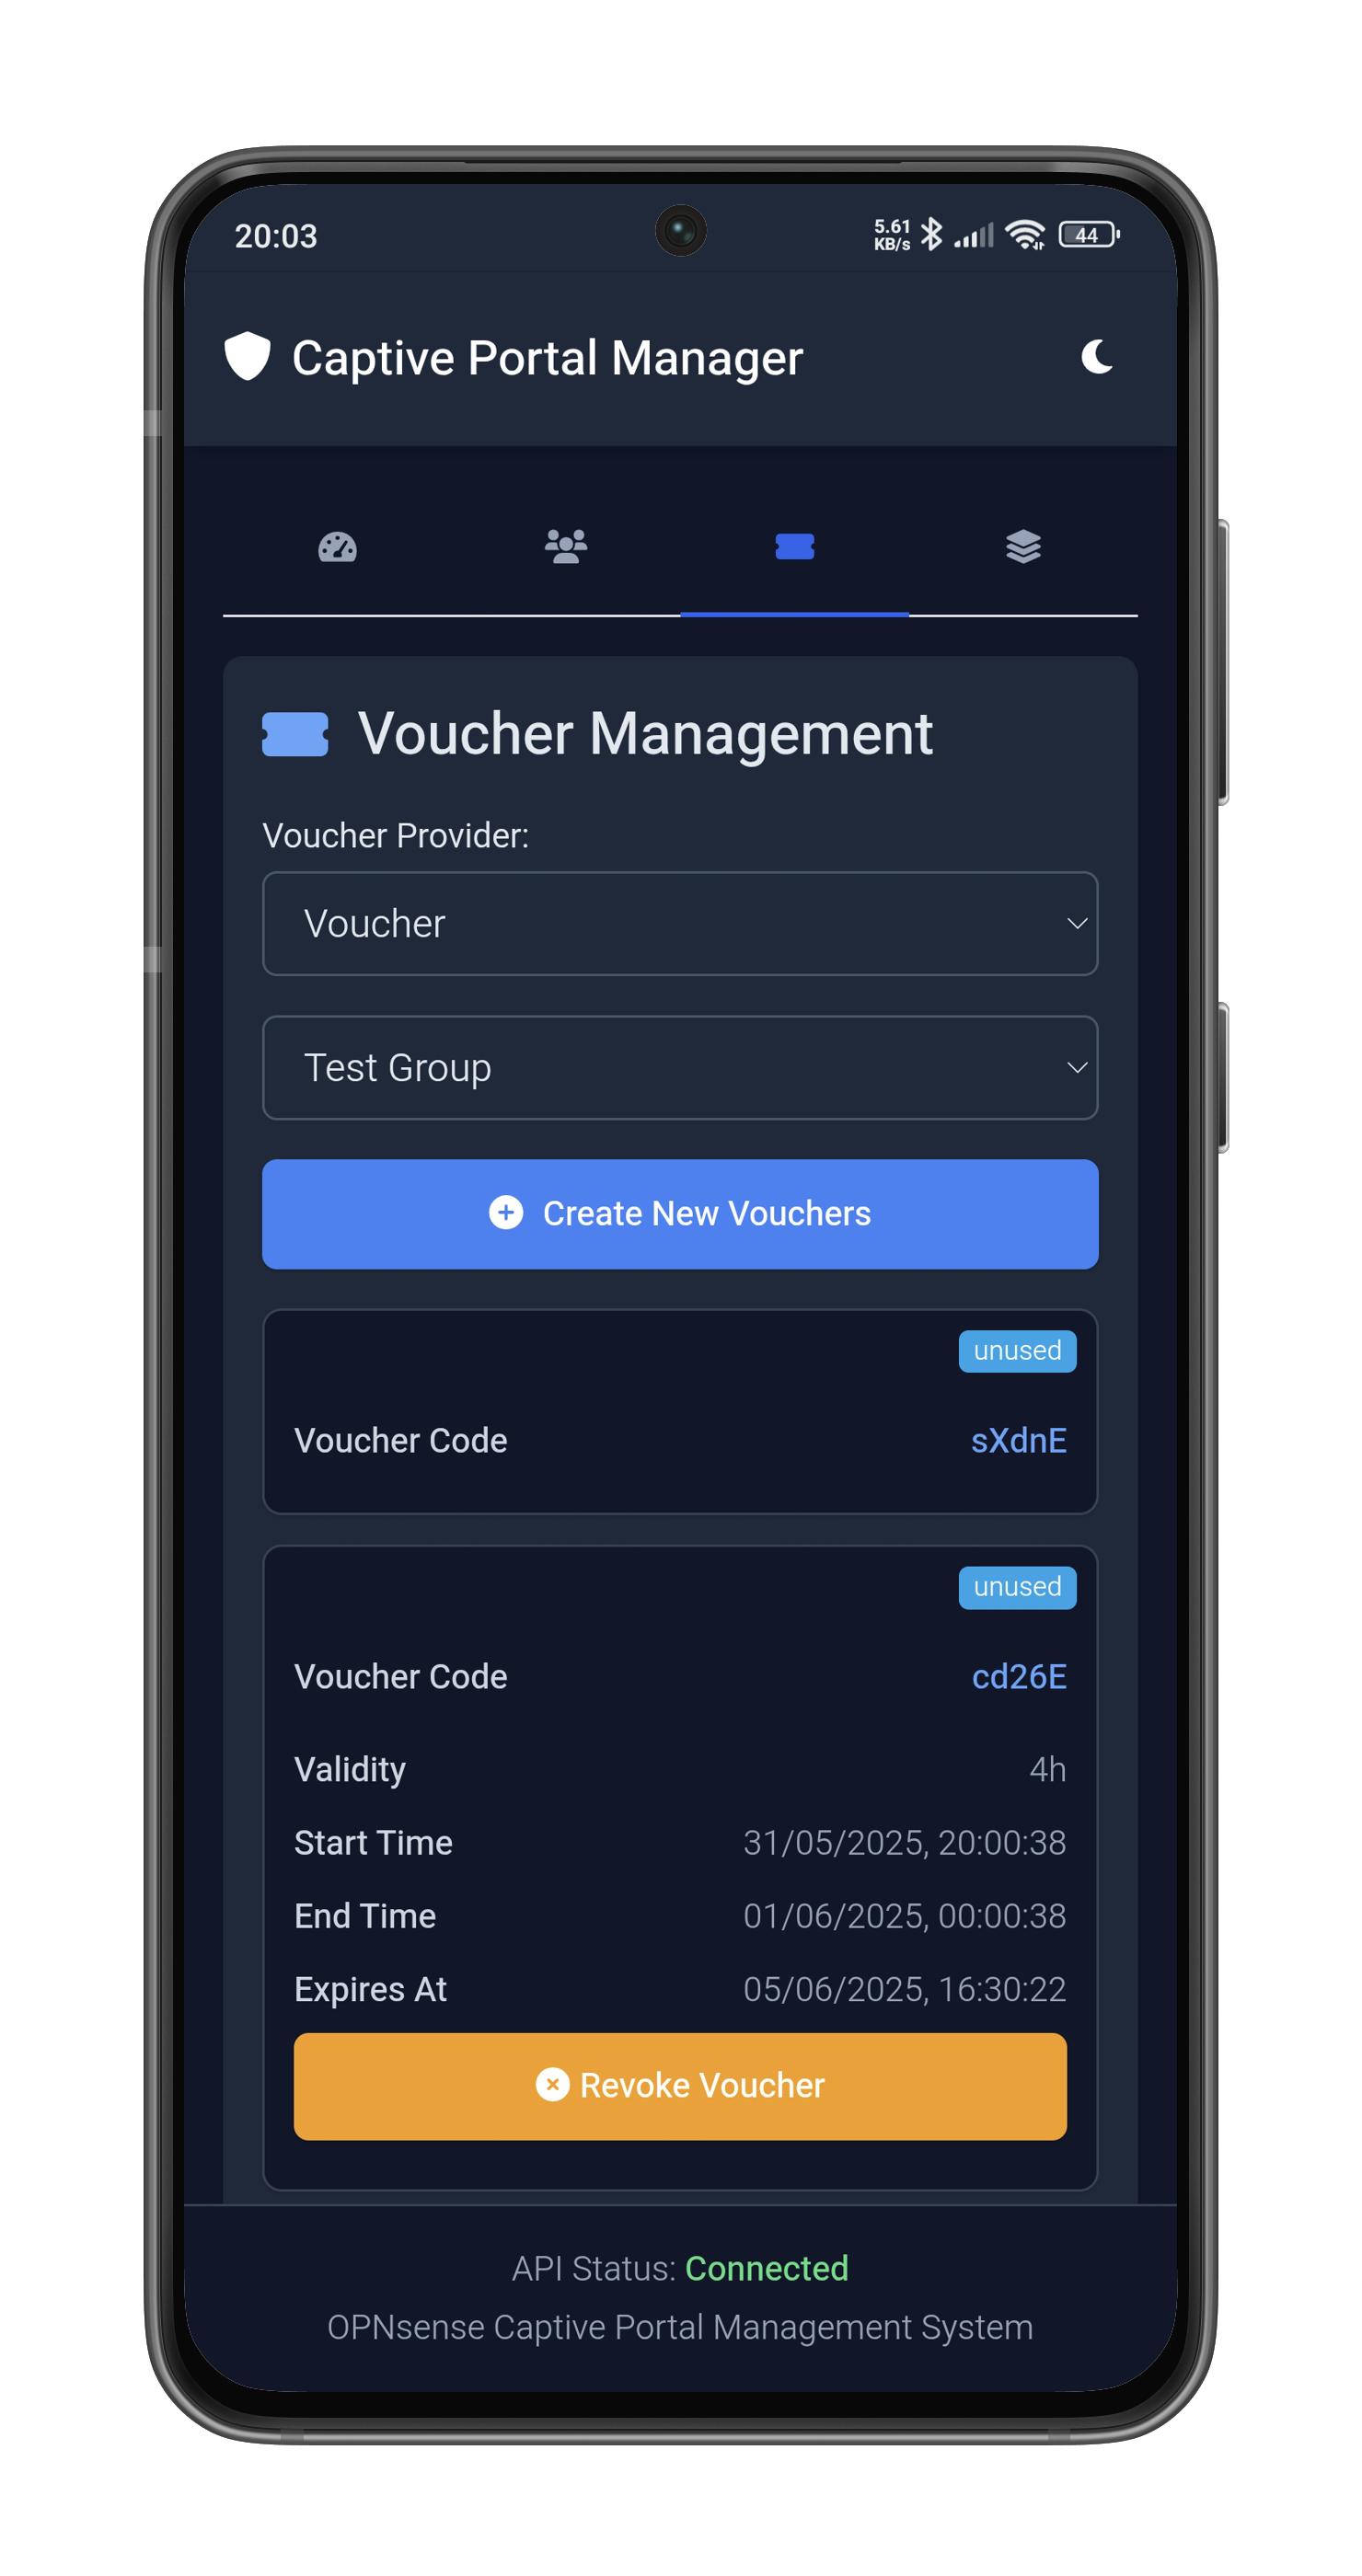 20:03
5.61
KB/s
44
Captive Portal Manager
Voucher Management
Voucher Provider:
Voucher
Test Group
Create New Vouchers
unused
Voucher Code sXdnE
unused
Voucher Code cd26E
Validity 4h
Start Time 31/05/2025, 20:00:38
End Time 01/06/2025, 00:00:38
Expires At 05/06/2025, 16:30:22
Revoke Voucher
API Status: Connected
OPNsense Captive Portal Management System